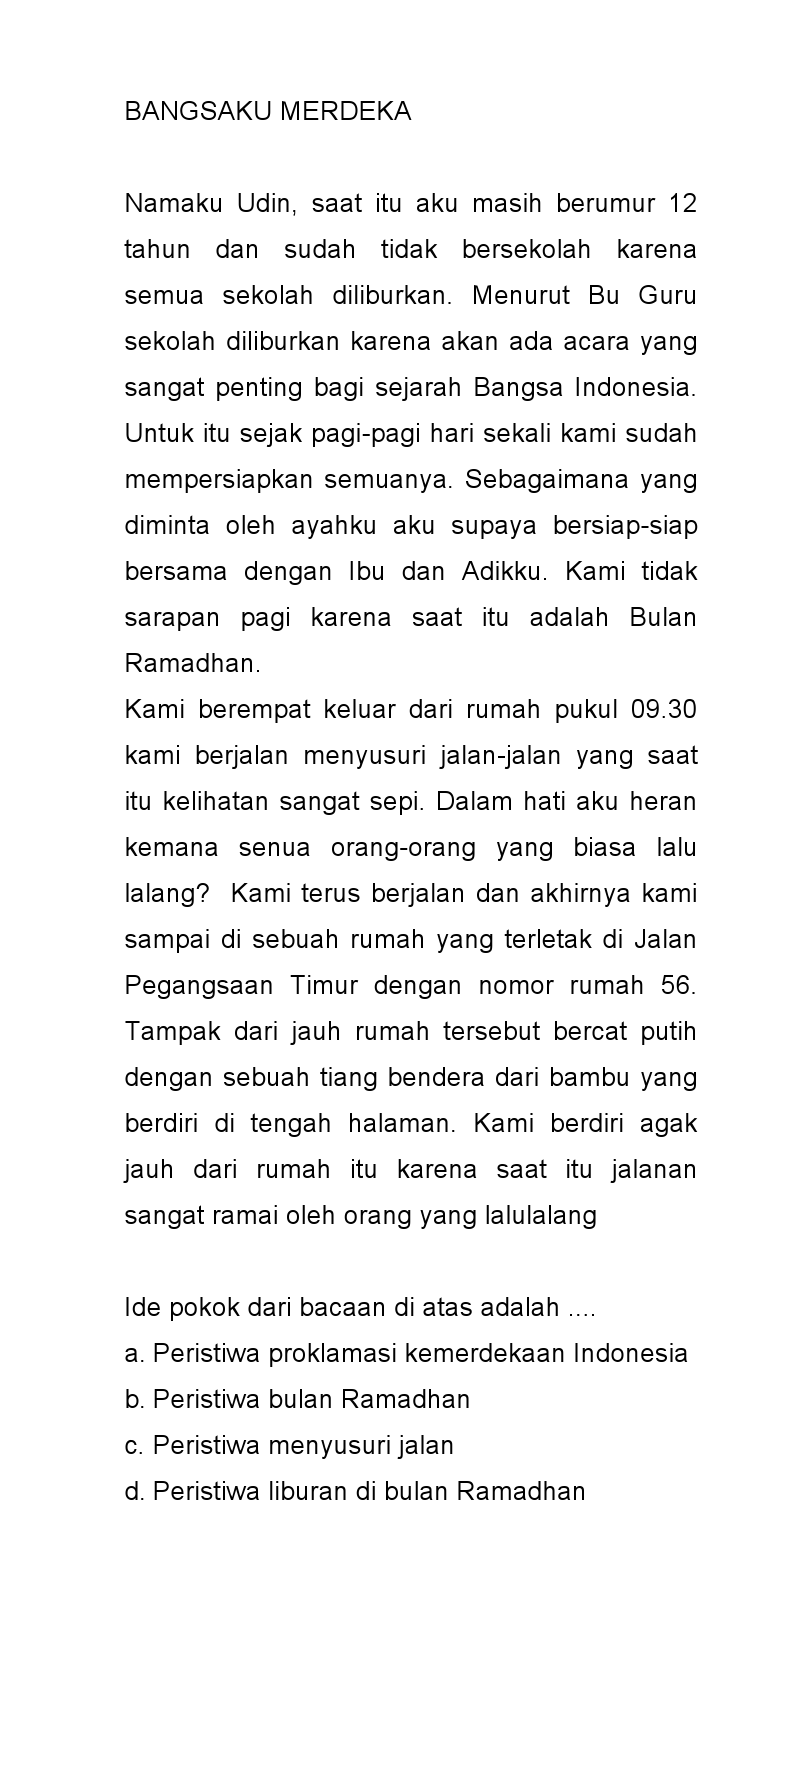 BANGSAKU MERDEKA
Namaku Udin, saat itu aku masih berumur 12
tahun dan sudah tidak bersekolah karena
semua sekolah diliburkan. Menurut Bu Guru
sekolah diliburkan karena akan ada acara yang
sangat penting bagi sejarah Bangsa Indonesia.
Untuk itu sejak pagi-pagi hari sekali kami sudah
mempersiapkan semuanya. Sebagaimana yang
diminta oleh ayahku aku supaya bersiap-siap
bersama dengan Ibu dan Adikku. Kami tidak
sarapan pagi karena saat itu adalah Bulan
Ramadhan.
Kami berempat keluar dari rumah pukul 09.30
kami berjalan menyusuri jalan-jalan yang saat
itu kelihatan sangat sepi. Dalam hati aku heran
kemana senua orang-orang yang biasa lalu
lalang?  Kami terus berjalan dan akhirnya kami
sampai di sebuah rumah yang terletak di Jalan
Pegangsaan Timur dengan nomor rumah 56.
Tampak dari jauh rumah tersebut bercat putih
dengan sebuah tiang bendera dari bambu yang
berdiri di tengah halaman. Kami berdiri agak
jauh dari rumah itu karena saat itu jalanan
sangat ramai oleh orang yang lalulalang
Ide pokok dari bacaan di atas adalah ....
a. Peristiwa proklamasi kemerdekaan Indonesia
b. Peristiwa bulan Ramadhan
c. Peristiwa menyusuri jalan
d. Peristiwa liburan di bulan Ramadhan